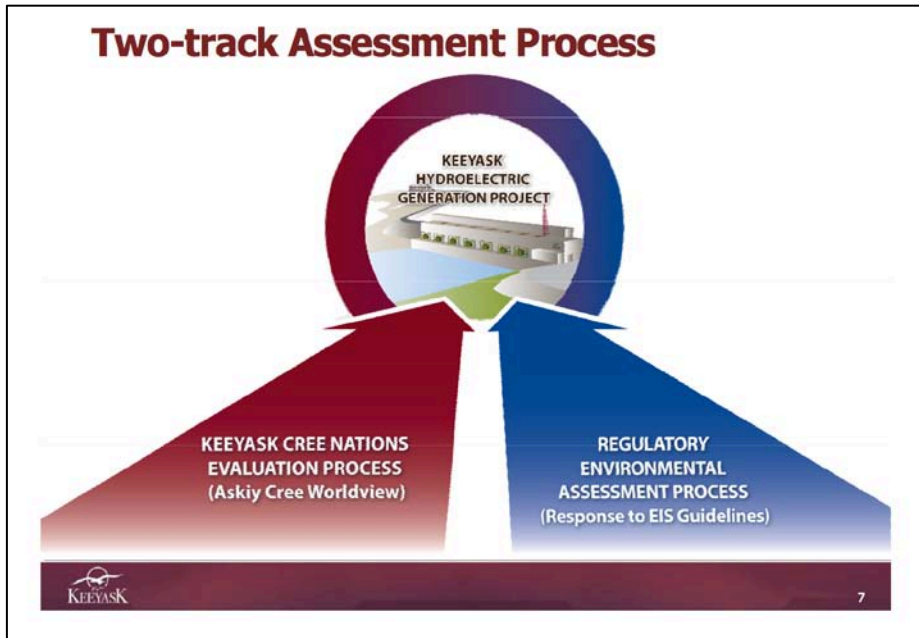 Two-track Assessment Process
KEEYASK
HYDROELECTRIC
GENERATION PROJECT
KEEYASK CREE NATIONS
EVALUATION PROCESS
(Askiy Cree Worldview)
REGULATORY
ENVIRONMENTAL
ASSESSMENT PROCESS
(Response to EIS Guidelines)
KEEYASK
7